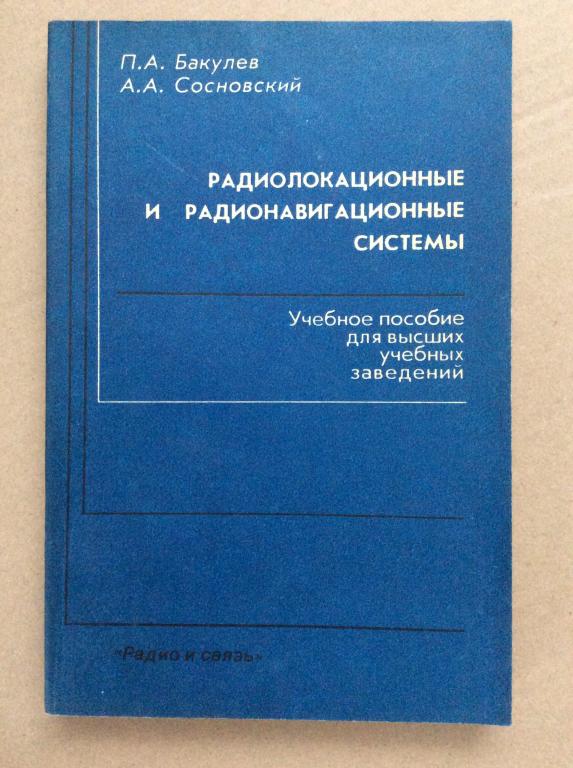 П.А. Бакулев
А.А. Сосновский
РАДИОЛОКАЦИОННЫЕ
И РАДИОНАВИГАЦИОННЫЕ
СИСТЕМЫ
Учебное пособие
для высших
учебных
заведений
«Радио и связь»